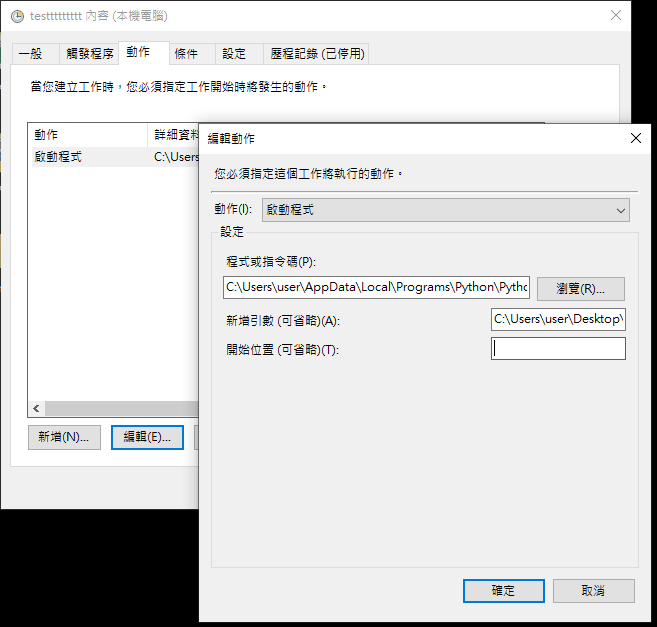 testttttttttt 內容 (本機電腦)
一般 觸發程序 動作 條件 設定 歷程記錄 (已停用)
當您建立工作時，您必須指定工作開始時將發生的動作。
動作 詳細資料
啟動程式 C:\Users
新增(N)... 編輯(E)...
編輯動作
您必須指定這個工作將執行的動作。
動作(I): 啟動程式
設定
程式或指令碼(P):
C:\Users\user\AppData\Local\Programs\Python\Pythc 瀏覽(R)...
新增引數 (可省略)(A): C:\Users\user\Desktop\
開始位置 (可省略)(T):
確定 取消